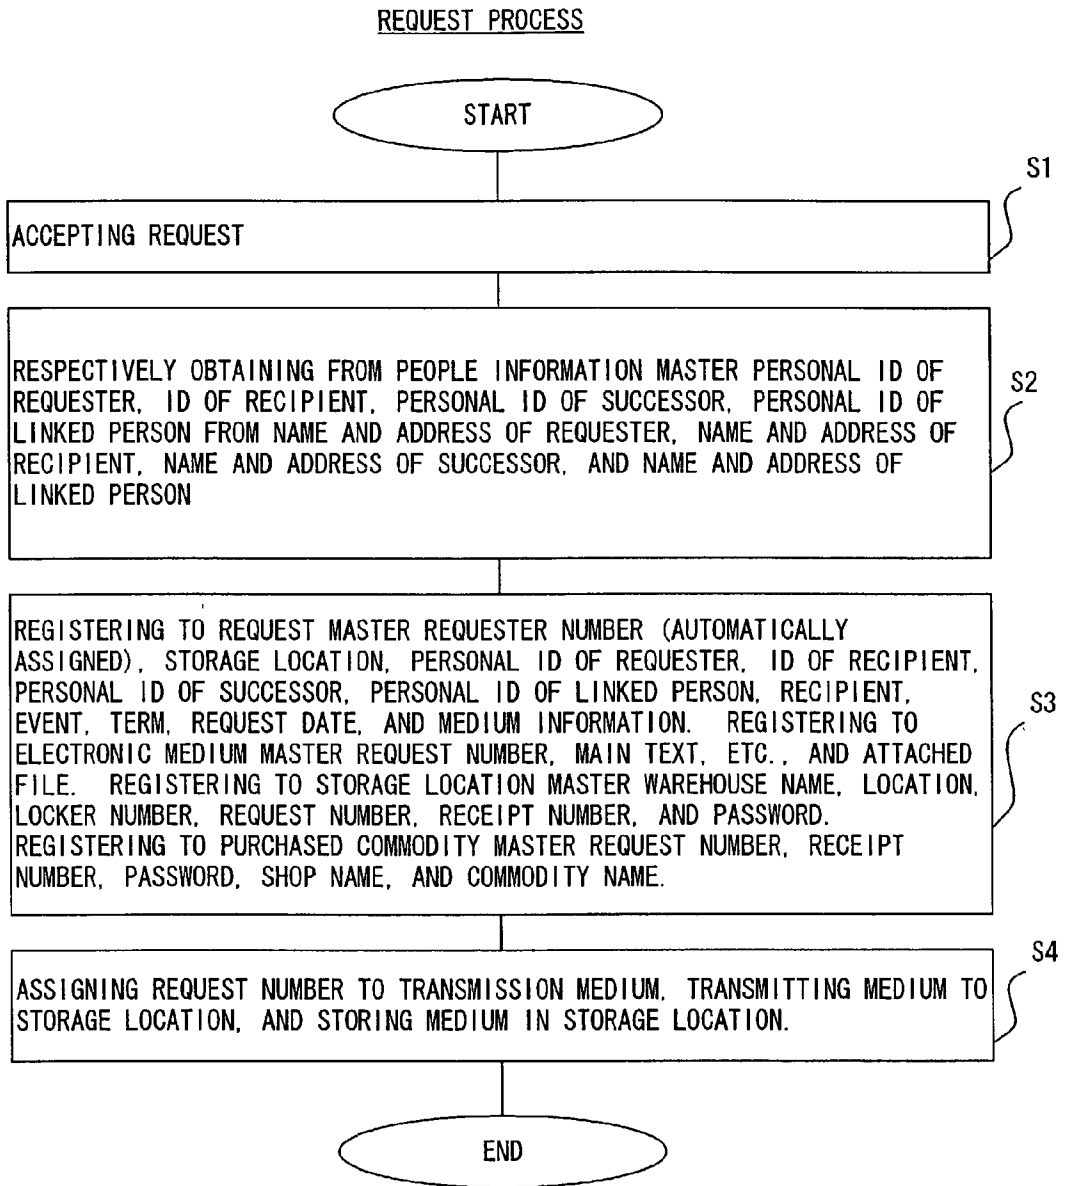 REQUEST PROCESS
START
S1
ACCEPTING REQUEST
S2
RESPECTIVELY OBTAINING FROM PEOPLE INFORMATION MASTER PERSONAL ID OF
REQUESTER, ID OF RECIPIENT, PERSONAL ID OF SUCCESSOR, PERSONAL ID OF
LINKED PERSON FROM NAME AND ADDRESS OF REQUESTER, NAME AND ADDRESS OF
RECIPIENT, NAME AND ADDRESS OF SUCCESSOR, AND NAME AND ADDRESS OF
LINKED PERSON
S3
REGISTERING TO REQUEST MASTER REQUESTER NUMBER (AUTOMATICALLY
ASSIGNED), STORAGE LOCATION, PERSONAL ID OF REQUESTER, ID OF RECIPIENT,
PERSONAL ID OF SUCCESSOR, PERSONAL ID OF LINKED PERSON, RECIPIENT,
EVENT, TERM, REQUEST DATE, AND MEDIUM INFORMATION. REGISTERING TO
ELECTRONIC MEDIUM MASTER REQUEST NUMBER, MAIN TEXT, ETC., AND ATTACHED
FILE. REGISTERING TO STORAGE LOCATION MASTER WAREHOUSE NAME, LOCATION,
LOCKER NUMBER, REQUEST NUMBER, RECEIPT NUMBER, AND PASSWORD.
REGISTERING TO PURCHASED COMMODITY MASTER REQUEST NUMBER, RECEIPT
NUMBER, PASSWORD, SHOP NAME, AND COMMODITY NAME.
S4
ASSIGNING REQUEST NUMBER TO TRANSMISSION MEDIUM, TRANSMITTING MEDIUM TO
STORAGE LOCATION, AND STORING MEDIUM IN STORAGE LOCATION.
END